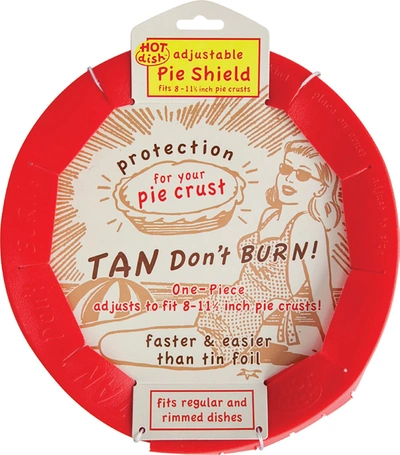 HOT dish
adjustable
Pie Shield
fits 8-11½ inch pie crusts
protection
for your
pie crust
TAN Don't BURN!
One-Piece
adjusts to fit 8-11½ inch pie crusts!
faster & easier
than tin foil
fits regular and
rimmed dishes